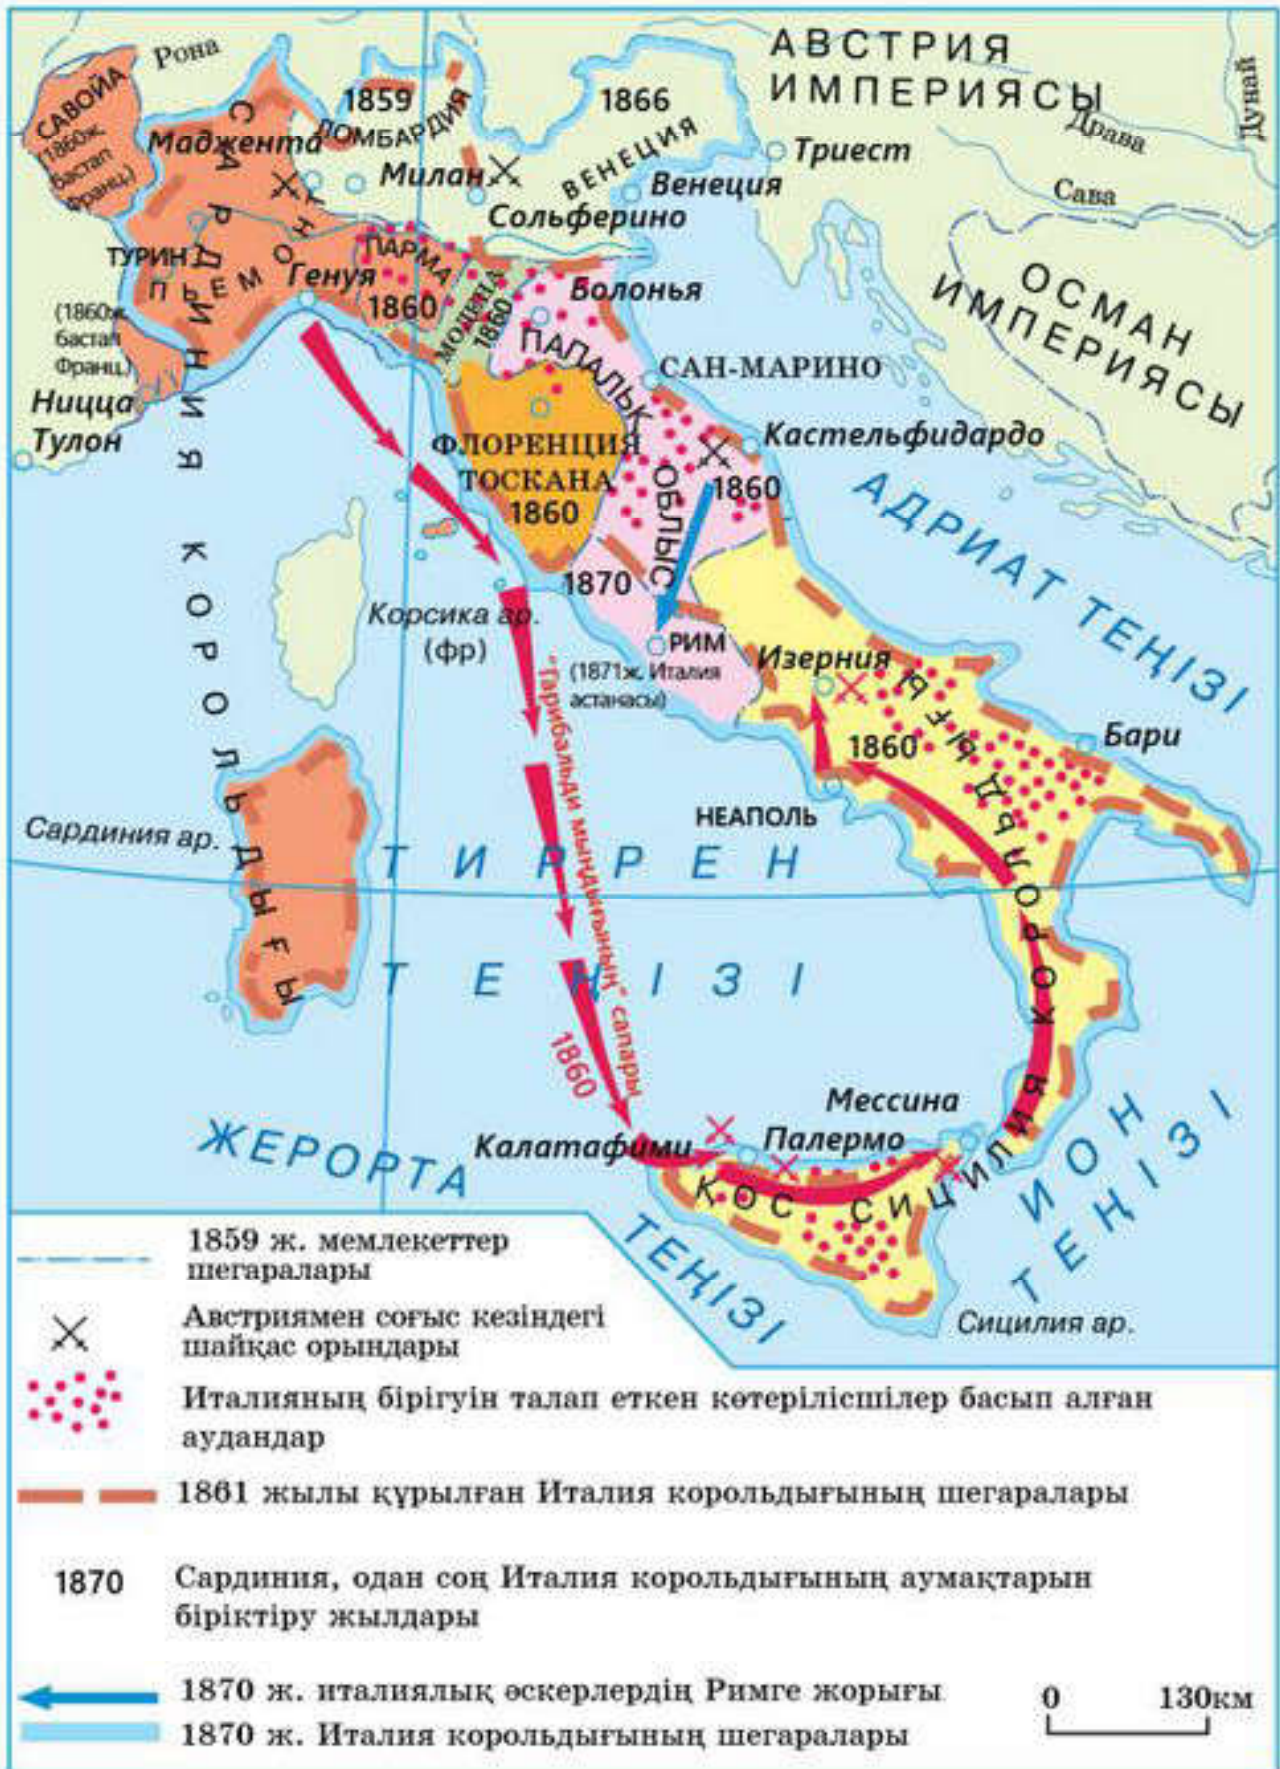 Рона
САВОЙА
(1860ж.
бастап
Франц.)
АВСТРИЯ
ИМПЕРИЯСЫ
Дунай
Драва
Сава
1859
ЛОМБАРДИЯ
1866
ВЕНЕЦИЯ
Маджента
Милан
Сольферино
Венеция
Триест
САРДИНИЯ КОРОЛЬДЫҒЫ
ПЬЕМОНТ
ТУРИН
Генуя
ПАРМА
1860
МОДЕНА
1860
Болонья
ПАПАЛЫҚ
ОБЛЫС
(1860ж.
бастап
Франц.)
Ницца
Тулон
САН-МАРИНО
Кастельфидардо
ОСМАН
ИМПЕРИЯСЫ
ФЛОРЕНЦИЯ
ТОСКАНА
1860
1860
1870
АДРИАТ ТЕҢІЗІ
Корсика ар.
(фр)
РИМ
(1871ж. Италия
астанасы)
Изерния
1860
Бари
НЕАПОЛЬ
Сардиния ар.
ТИРРЕН
ТЕҢІЗІ
"Гарибальди мыңдығының" сапары
1860
Мессина
Палермо
Калатафими
ҚОС СИЦИЛИЯ КОРОЛЬДЫҒЫ
ЖЕРОРТА
ТЕҢІЗІ
ИОН
ТЕҢІЗІ
Сицилия ар.
1859 ж. мемлекеттер
шегаралары
Австриямен соғыс кезіндегі
шайқас орындары
Италияның бірігуін талап еткен көтерілісшілер басып алған
аудандар
1861 жылы құрылған Италия корольдығының шегаралары
1870 Сардиния, одан соң Италия корольдығының аумақтарын
біріктіру жылдары
1870 ж. италиялық әскерлердің Римге жорығы
1870 ж. Италия корольдығының шегаралары
0 130км